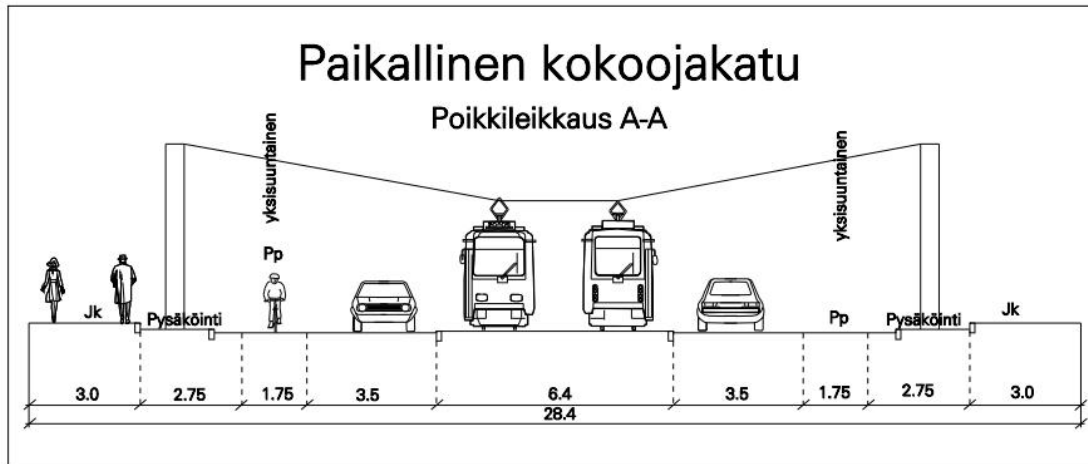 Paikallinen kokoojakatu
Poikkileikkaus A-A
yksisuuntainen
yksisuuntainen
Pp
Jk
Pysäköinti
Pp
Pysäköinti
Jk
3.0 2.75 1.75 3.5 6.4 3.5 1.75 2.75 3.0
28.4